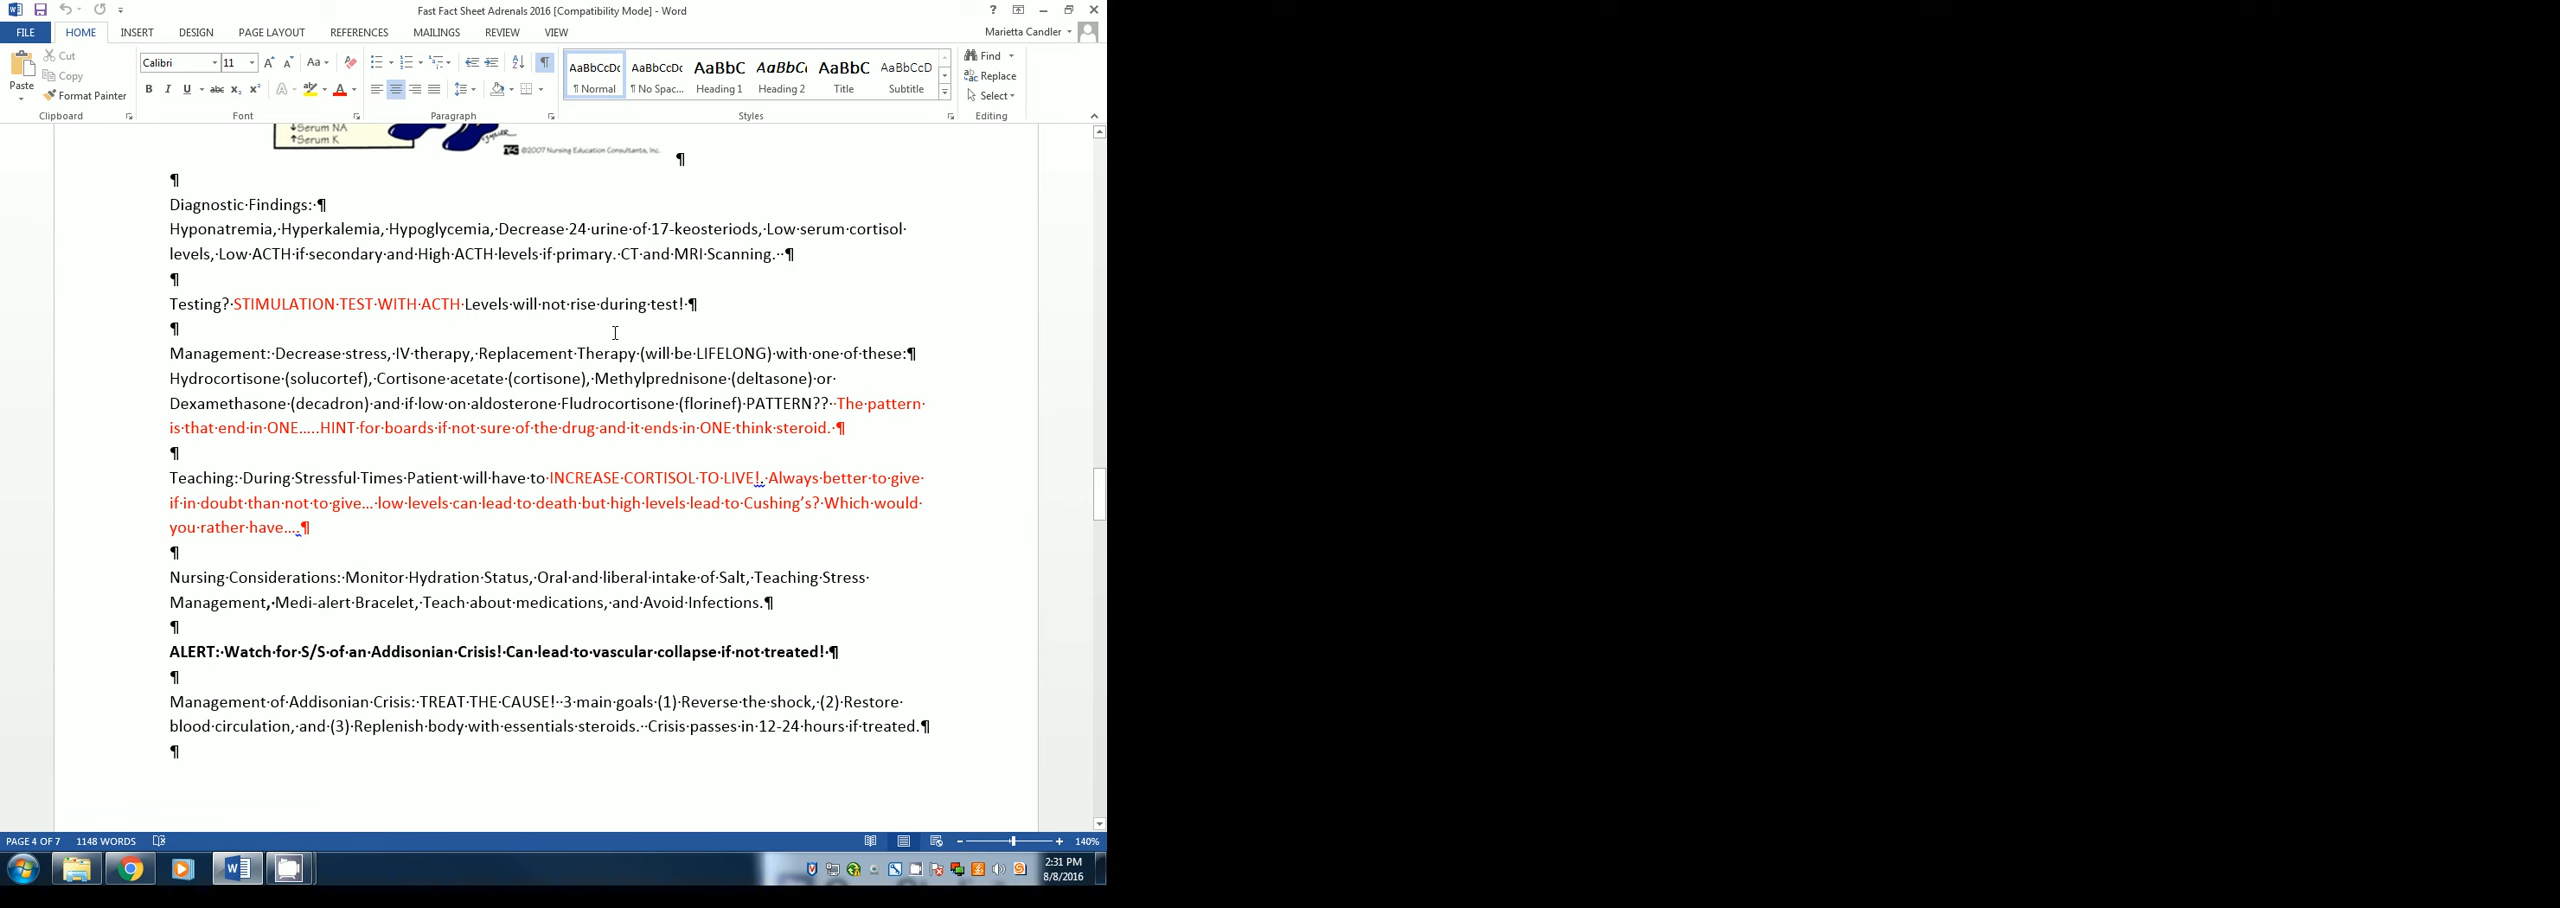 Fast Fact Sheet Adrenals 2016 [Compatibility Mode] - Word
FILE HOME INSERT DESIGN PAGE LAYOUT REFERENCES MAILINGS REVIEW VIEW Marietta Candler
Cut
Copy
Format Painter
Paste
Calibri 11
AaBbCcDc AaBbCcDc AaBbC AaBbCc AaBbC AaBbCcD
¶ Normal ¶ No Spac... Heading 1 Heading 2 Title Subtitle
Find
Replace
Select
Clipboard Font Paragraph Styles Editing
↓Serum NA
↑Serum K
©2007 Nursing Education Consultants, Inc.
¶
¶
Diagnostic Findings: ¶
Hyponatremia, Hyperkalemia, Hypoglycemia, Decrease 24 urine of 17-keosteriods, Low serum cortisol
levels, Low ACTH if secondary and High ACTH levels if primary. CT and MRI Scanning. ¶
¶
Testing? STIMULATION TEST WITH ACTH Levels will not rise during test! ¶
¶
Management: Decrease stress, IV therapy, Replacement Therapy (will be LIFELONG) with one of these:¶
Hydrocortisone (solucortef), Cortisone acetate (cortisone), Methylprednisone (deltasone) or
Dexamethasone (decadron) and if low on aldosterone Fludrocortisone (florinef) PATTERN?? The pattern
is that end in ONE…..HINT for boards if not sure of the drug and it ends in ONE think steroid. ¶
¶
Teaching: During Stressful Times Patient will have to INCREASE CORTISOL TO LIVE!. Always better to give
if in doubt than not to give… low levels can lead to death but high levels lead to Cushing’s? Which would
you rather have….¶
¶
Nursing Considerations: Monitor Hydration Status, Oral and liberal intake of Salt, Teaching Stress
Management, Medi-alert Bracelet, Teach about medications, and Avoid Infections.¶
¶
ALERT: Watch for S/S of an Addisonian Crisis! Can lead to vascular collapse if not treated! ¶
¶
Management of Addisonian Crisis: TREAT THE CAUSE! 3 main goals (1) Reverse the shock, (2) Restore
blood circulation, and (3) Replenish body with essentials steroids. Crisis passes in 12-24 hours if treated.¶
¶
PAGE 4 OF 7 1148 WORDS 140%
2:31 PM
8/8/2016